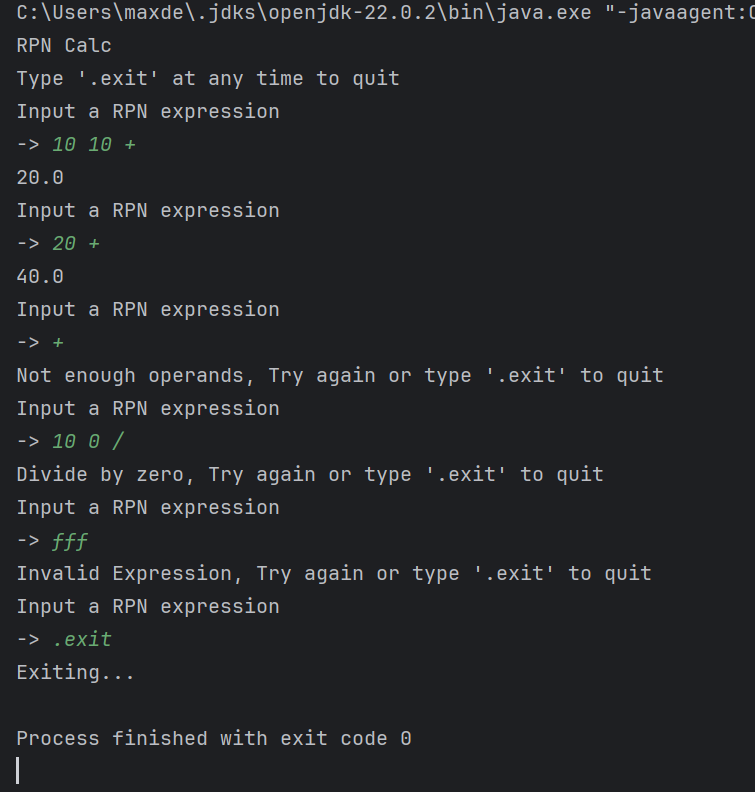 C:\Users\maxde\.jdks\openjdk-22.0.2\bin\java.exe "-javaagent:
RPN Calc
Type '.exit' at any time to quit
Input a RPN expression
-> 10 10 +
20.0
Input a RPN expression
-> 20 +
40.0
Input a RPN expression
-> +
Not enough operands, Try again or type '.exit' to quit
Input a RPN expression
-> 10 0 /
Divide by zero, Try again or type '.exit' to quit
Input a RPN expression
-> fff
Invalid Expression, Try again or type '.exit' to quit
Input a RPN expression
-> .exit
Exiting...
Process finished with exit code 0